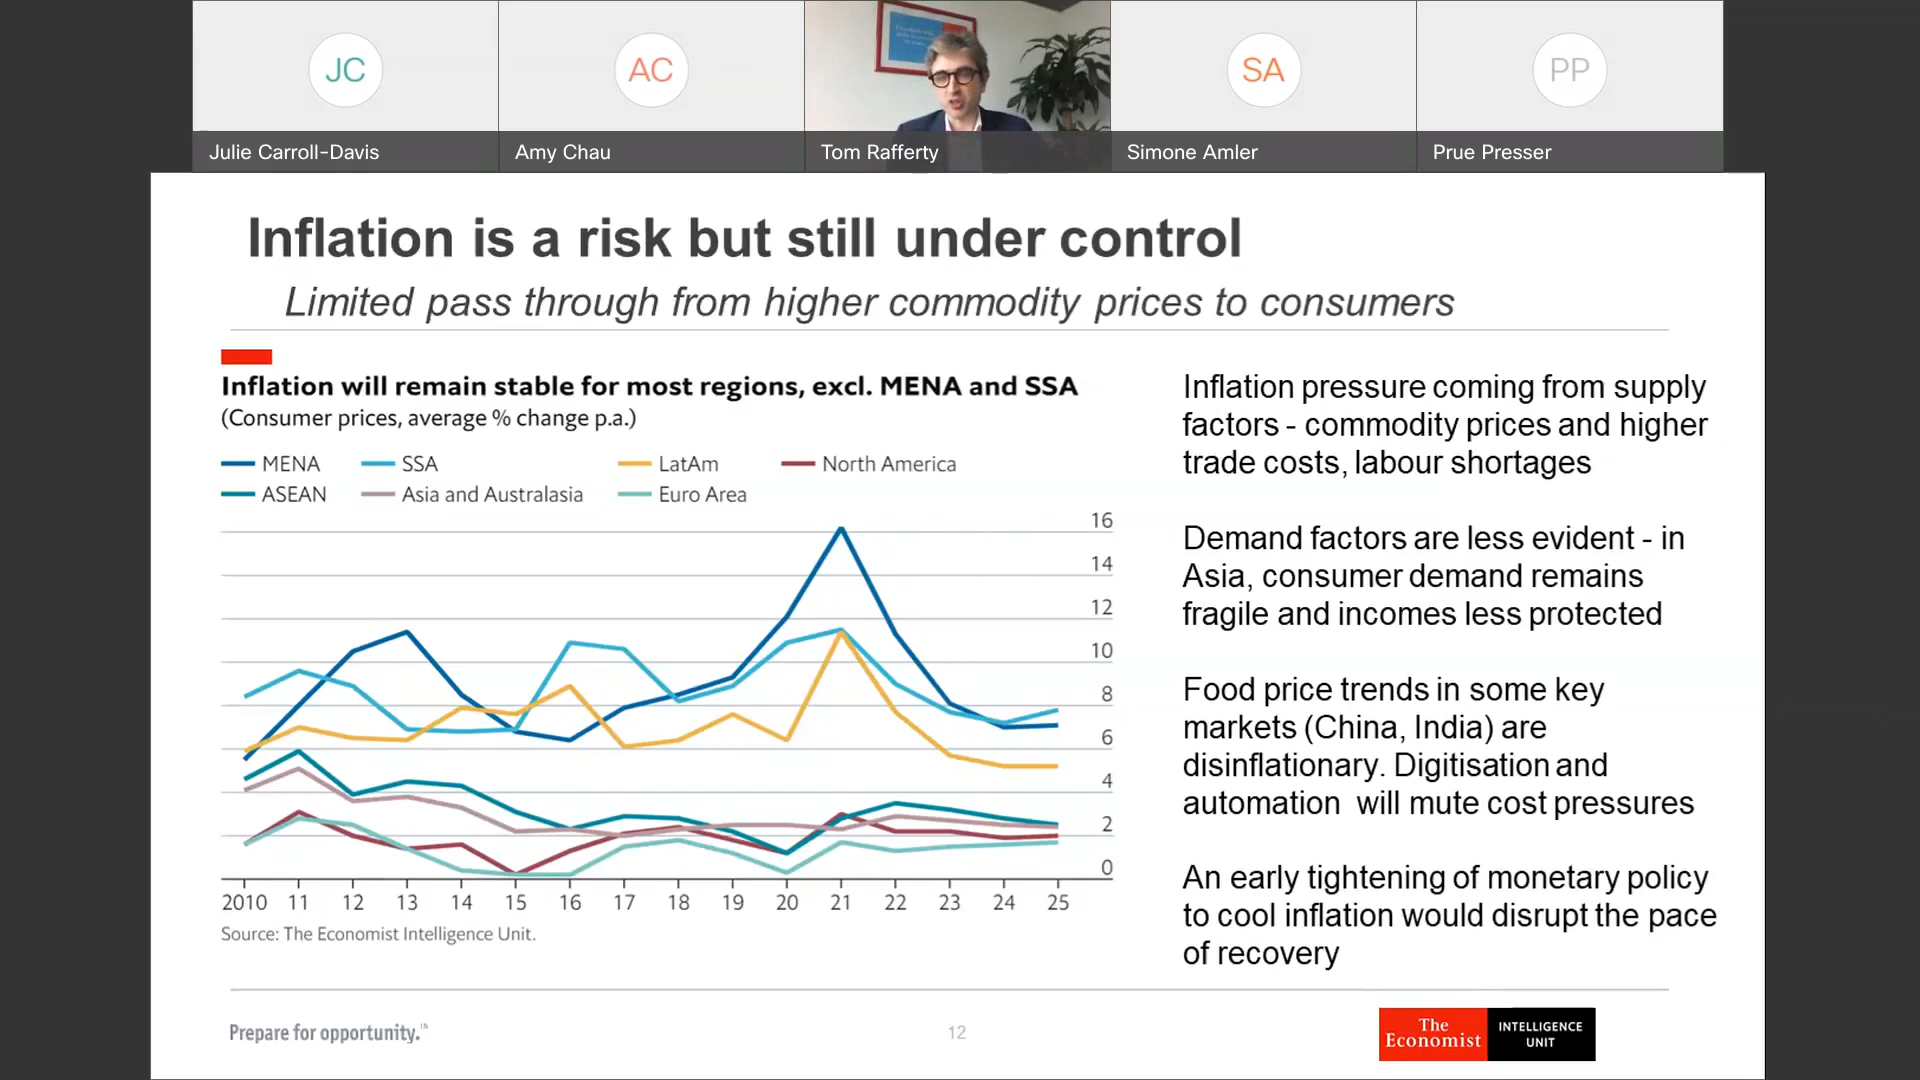 JC
AC
SA
PP
Julie Carroll-Davis
Amy Chau
Tom Rafferty
Simone Amler
Prue Presser
Inflation is a risk but still under control
Limited pass through from higher commodity prices to consumers
Inflation will remain stable for most regions, excl. MENA and SSA
(Consumer prices, average % change p.a.)
MENA SSA LatAm North America
ASEAN Asia and Australasia Euro Area
16
14
12
10
8
6
4
2
0
2010 11 12 13 14 15 16 17 18 19 20 21 22 23 24 25
Source: The Economist Intelligence Unit.
Inflation pressure coming from supply
factors - commodity prices and higher
trade costs, labour shortages
Demand factors are less evident - in
Asia, consumer demand remains
fragile and incomes less protected
Food price trends in some key
markets (China, India) are
disinflationary. Digitisation and
automation will mute cost pressures
An early tightening of monetary policy
to cool inflation would disrupt the pace
of recovery
Prepare for opportunity.
12
The
Economist
INTELLIGENCE
UNIT